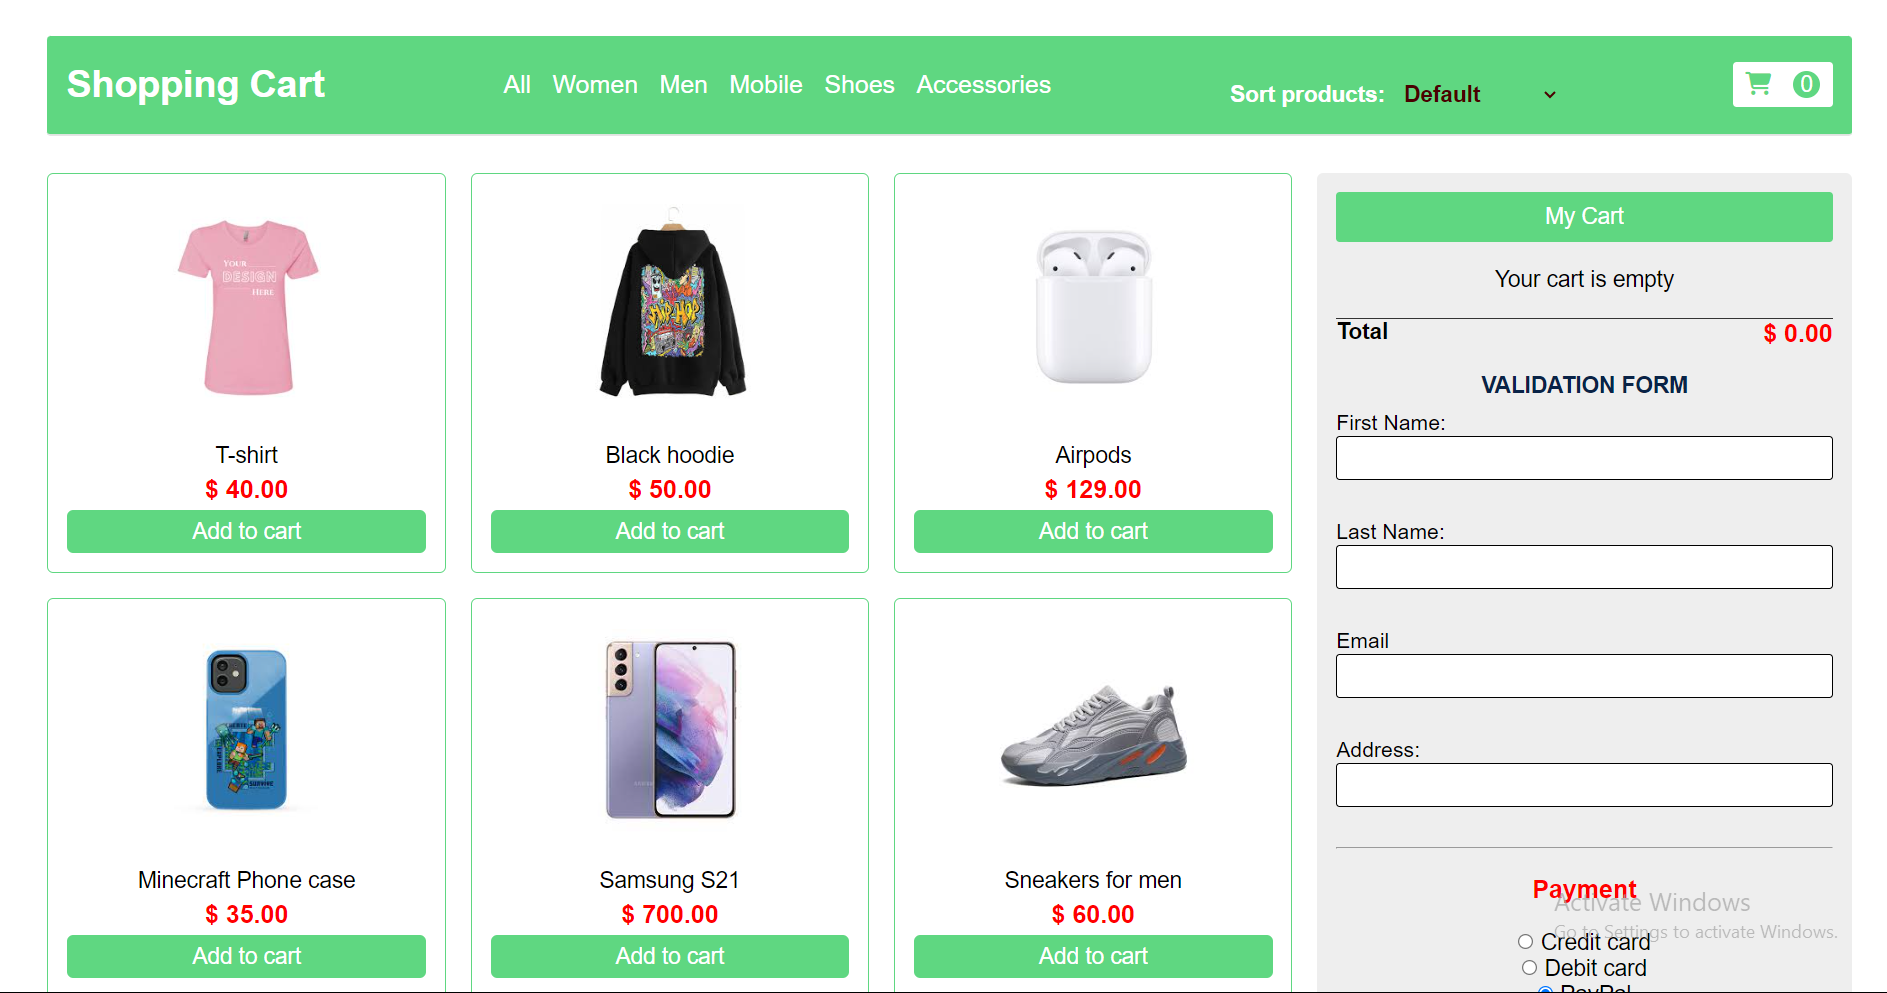 Shopping Cart
All Women Men Mobile Shoes Accessories
Sort products: Default
0
YOUR
DESIGN
HERE
T-shirt
$ 40.00
Add to cart
HIP-HOP
Black hoodie
$ 50.00
Add to cart
Airpods
$ 129.00
Add to cart
SURVIVE
Minecraft Phone case
$ 35.00
Add to cart
Samsung S21
$ 700.00
Add to cart
Sneakers for men
$ 60.00
Add to cart
My Cart
Your cart is empty
Total $ 0.00
VALIDATION FORM
First Name:
Last Name:
Email
Address:
Payment
Credit card
Debit card
PayPal
Activate Windows
Go to Settings to activate Windows.